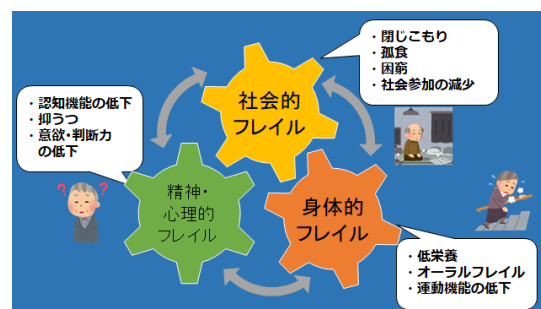 ・閉じこもり
・孤食
・困窮
・社会参加の減少
社会的
フレイル
・認知機能の低下
・抑うつ
・意欲・判断力
の低下
精神・
心理的
フレイル
身体的
フレイル
・低栄養
・オーラルフレイル
・運動機能の低下
? ?